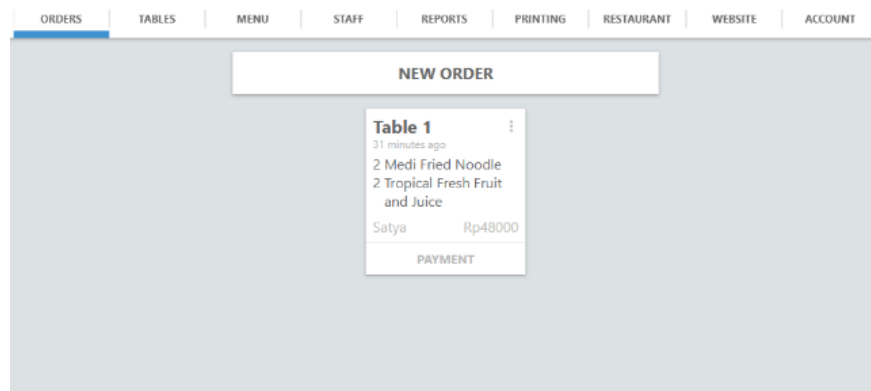 ORDERS TABLES MENU STAFF REPORTS PRINTING RESTAURANT WEBSITE ACCOUNT
NEW ORDER
Table 1
31 minutes ago
2 Medi Fried Noodle
2 Tropical Fresh Fruit
and Juice
Satya Rp48000
PAYMENT